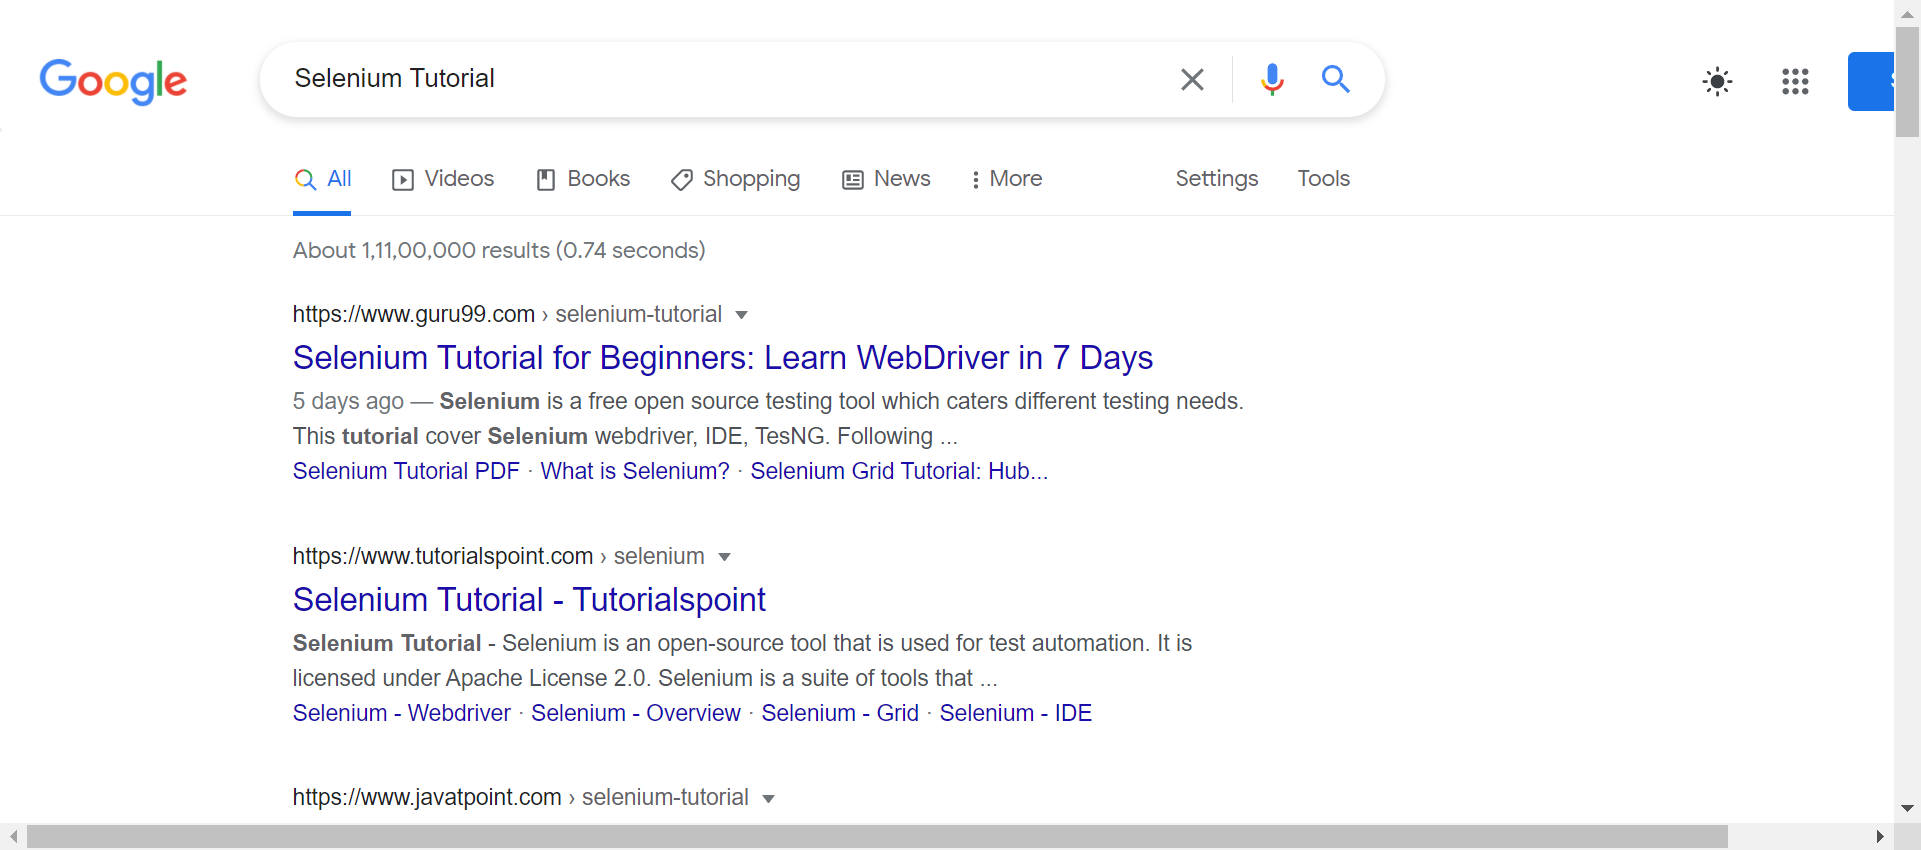 Google
Selenium Tutorial
All Videos Books Shopping News More Settings Tools
About 1,11,00,000 results (0.74 seconds)
https://www.guru99.com › selenium-tutorial
Selenium Tutorial for Beginners: Learn WebDriver in 7 Days
5 days ago — Selenium is a free open source testing tool which caters different testing needs.
This tutorial cover Selenium webdriver, IDE, TesNG. Following ...
Selenium Tutorial PDF · What is Selenium? · Selenium Grid Tutorial: Hub...
https://www.tutorialspoint.com › selenium
Selenium Tutorial - Tutorialspoint
Selenium Tutorial - Selenium is an open-source tool that is used for test automation. It is
licensed under Apache License 2.0. Selenium is a suite of tools that ...
Selenium - Webdriver · Selenium - Overview · Selenium - Grid · Selenium - IDE
https://www.javatpoint.com › selenium-tutorial